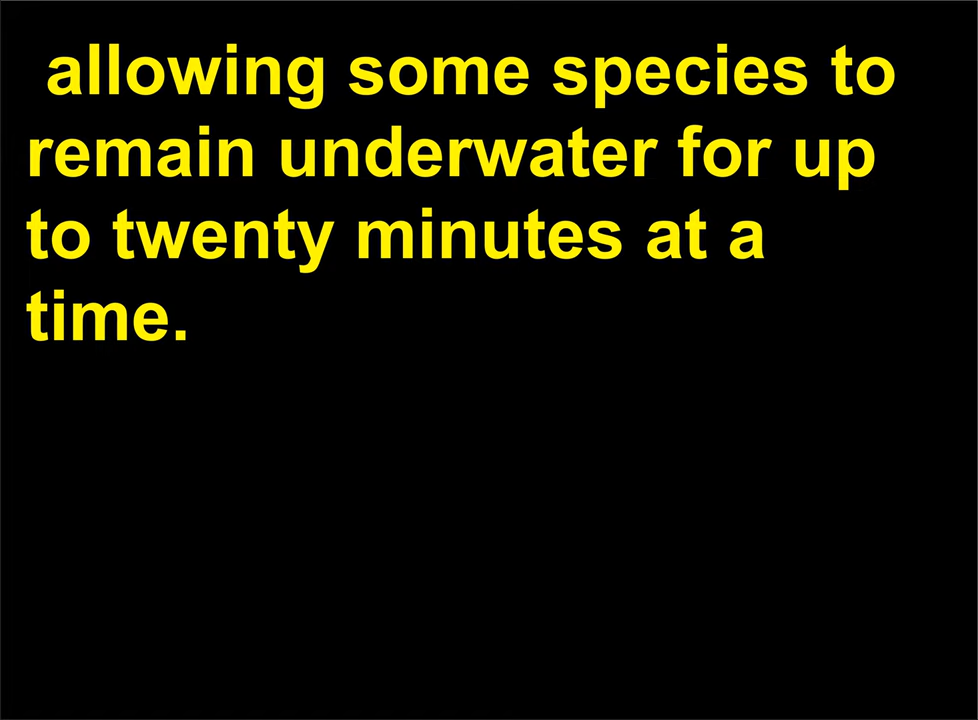 allowing some species to
remain underwater for up
to twenty minutes at a
time.